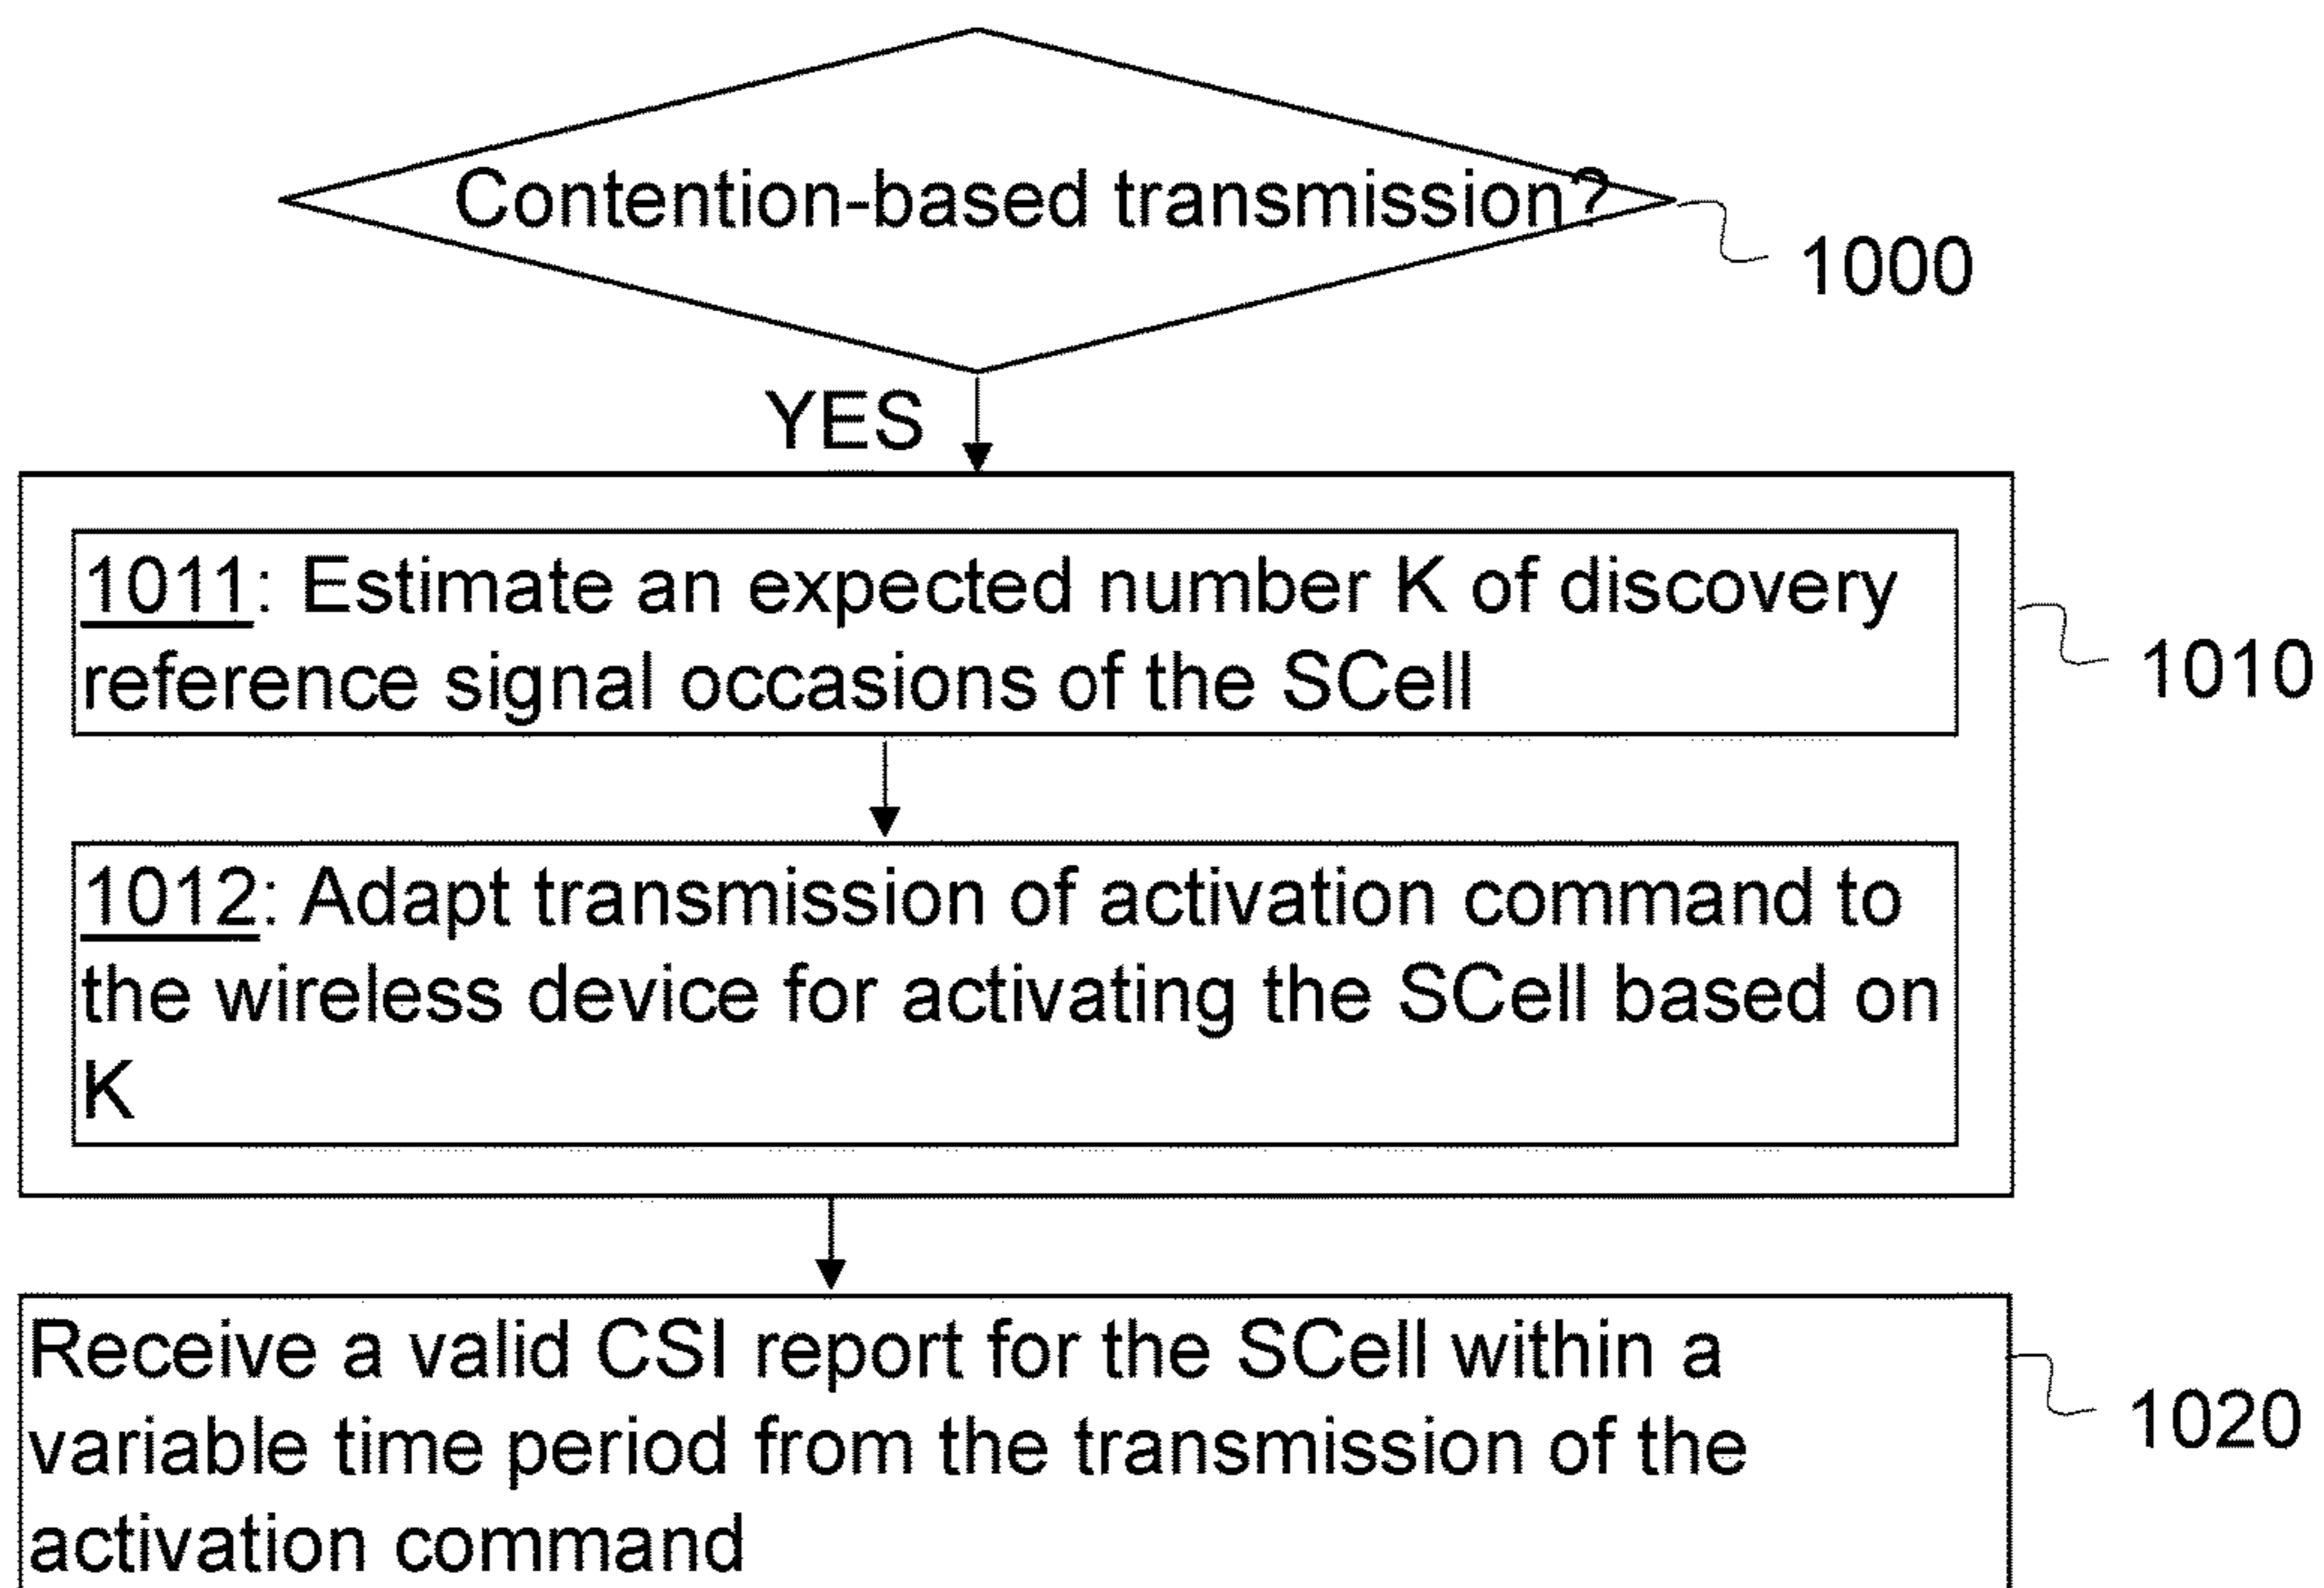 Contention-based transmission?
1000
YES
1011: Estimate an expected number K of discovery
reference signal occasions of the SCell
1010
1012: Adapt transmission of activation command to
the wireless device for activating the SCell based on
K
Receive a valid CSI report for the SCell within a
variable time period from the transmission of the
activation command
1020